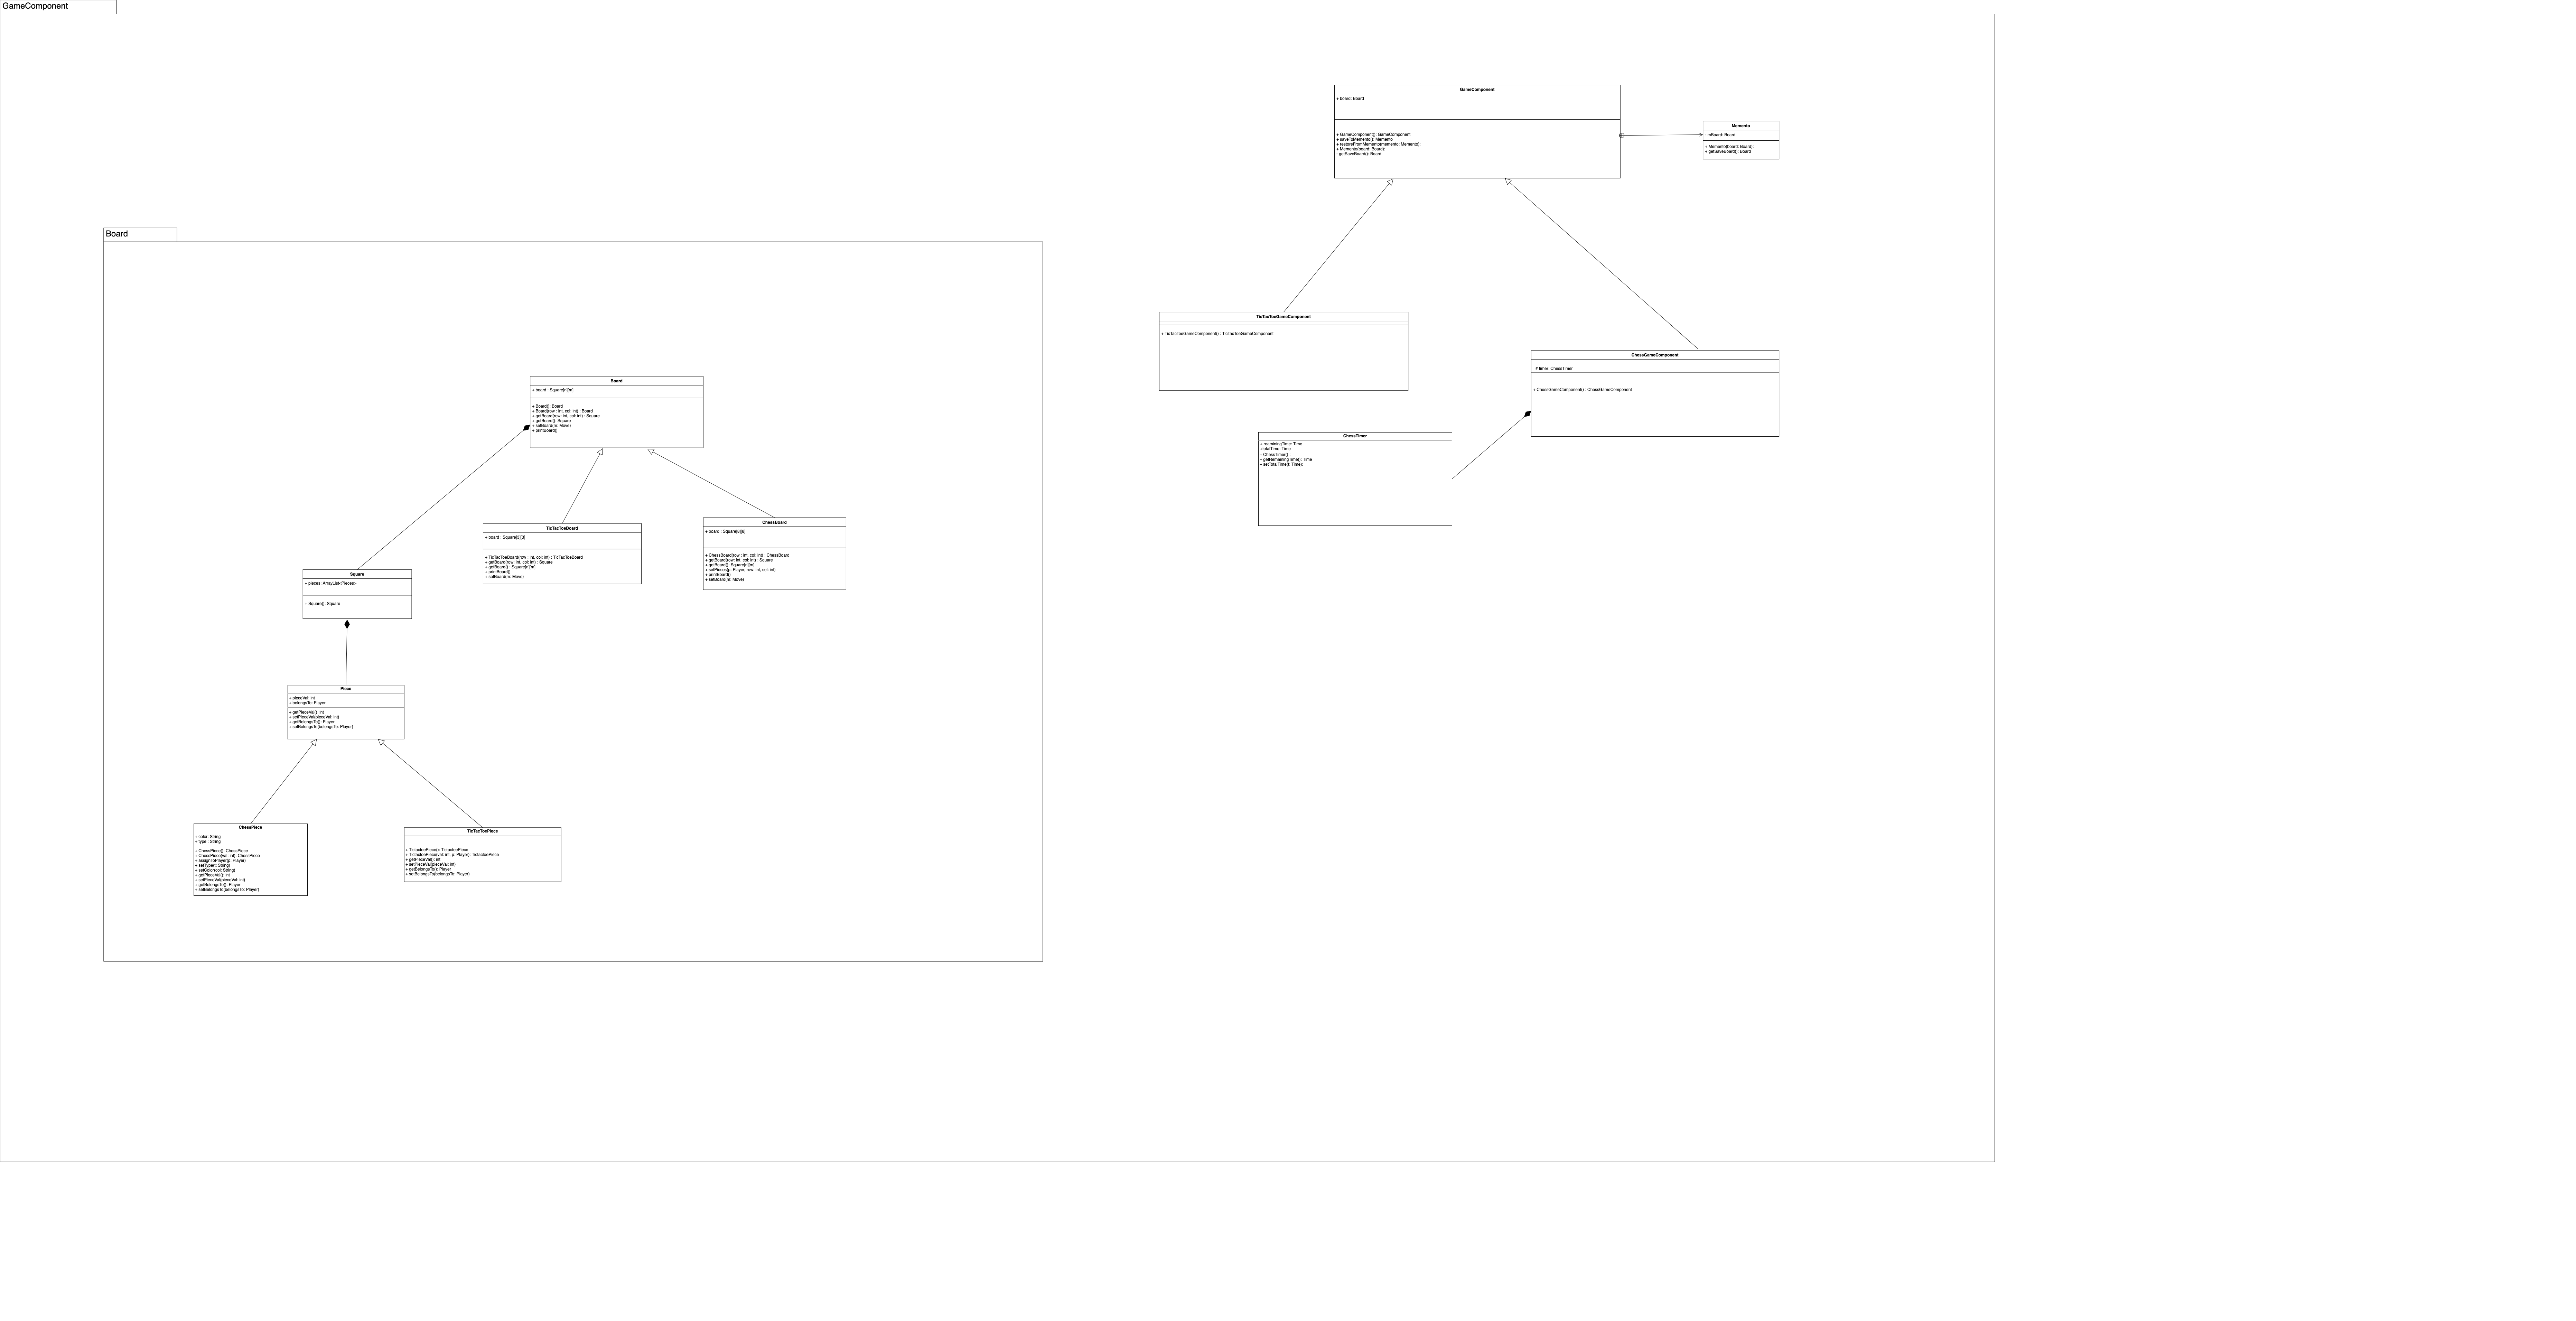 GameComponent
GameComponent
+ board: Board
+ GameComponent(): GameComponent
+ saveToMemento(): Memento
+ restoreFromMemento(memento: Memento):
+ Memento(board: Board):
- getSaveBoard(): Board
Memento
- mBoard: Board
+ Memento(board: Board):
+ getSaveBoard(): Board
Board
TicTacToeGameComponent
+ TicTacToeGameComponent() : TicTacToeGameComponent
ChessGameComponent
# timer: ChessTimer
+ ChessGameComponent() : ChessGameComponent
ChessTimer
+ reaminingTime: Time
+totalTime: Time
+ ChessTimer() :
+ getRemainingTime(): Time
+ setTotalTime(t: Time):
Board
+ board : Square[n][m]
+ Board(): Board
+ Board(row : int, col: int) : Board
+ getBoard(row: int, col: int) : Square
+ getBoard(): Square
+ setBoard(m: Move)
+ printBoard()
TicTacToeBoard
+ board : Square[3][3]
+ TicTacToeBoard(row : int, col: int) : TicTacToeBoard
+ getBoard(row: int, col: int) : Square
+ getBoard() : Square[n][m]
+ printBoard()
+ setBoard(m: Move)
ChessBoard
+ board : Square[8][8]
+ ChessBoard(row : int, col: int) : ChessBoard
+ getBoard(row: int, col: int) : Square
+ getBoard(): Square[n][m]
+ setPieces(p: Player, row: int, col: int)
+ printBoard()
+ setBoard(m: Move)
Square
+ pieces: ArrayList<Pieces>
+ Square(): Square
Piece
+ pieceVal: int
+ belongsTo: Player
+ getPieceVal(): int
+ setPieceVal(pieceVal: int)
+ getBelongsTo(): Player
+ setBelongsTo(belongsTo: Player)
ChessPiece
+ color: String
+ type : String
+ ChessPiece(): ChessPiece
+ ChessPiece(val: int): ChessPiece
+ assignToPlayer(p: Player)
+ setType(t: String)
+ setColor(col: String)
+ getPieceVal(): int
+ setPieceVal(pieceVal: int)
+ getBelongsTo(): Player
+ setBelongsTo(belongsTo: Player)
TicTacToePiece
+ TictactoePiece(): TictactoePiece
+ TictactoePiece(val: int, p: Player): TictactoePiece
+ getPieceVal(): int
+ setPieceVal(pieceVal: int)
+ getBelongsTo(): Player
+ setBelongsTo(belongsTo: Player)